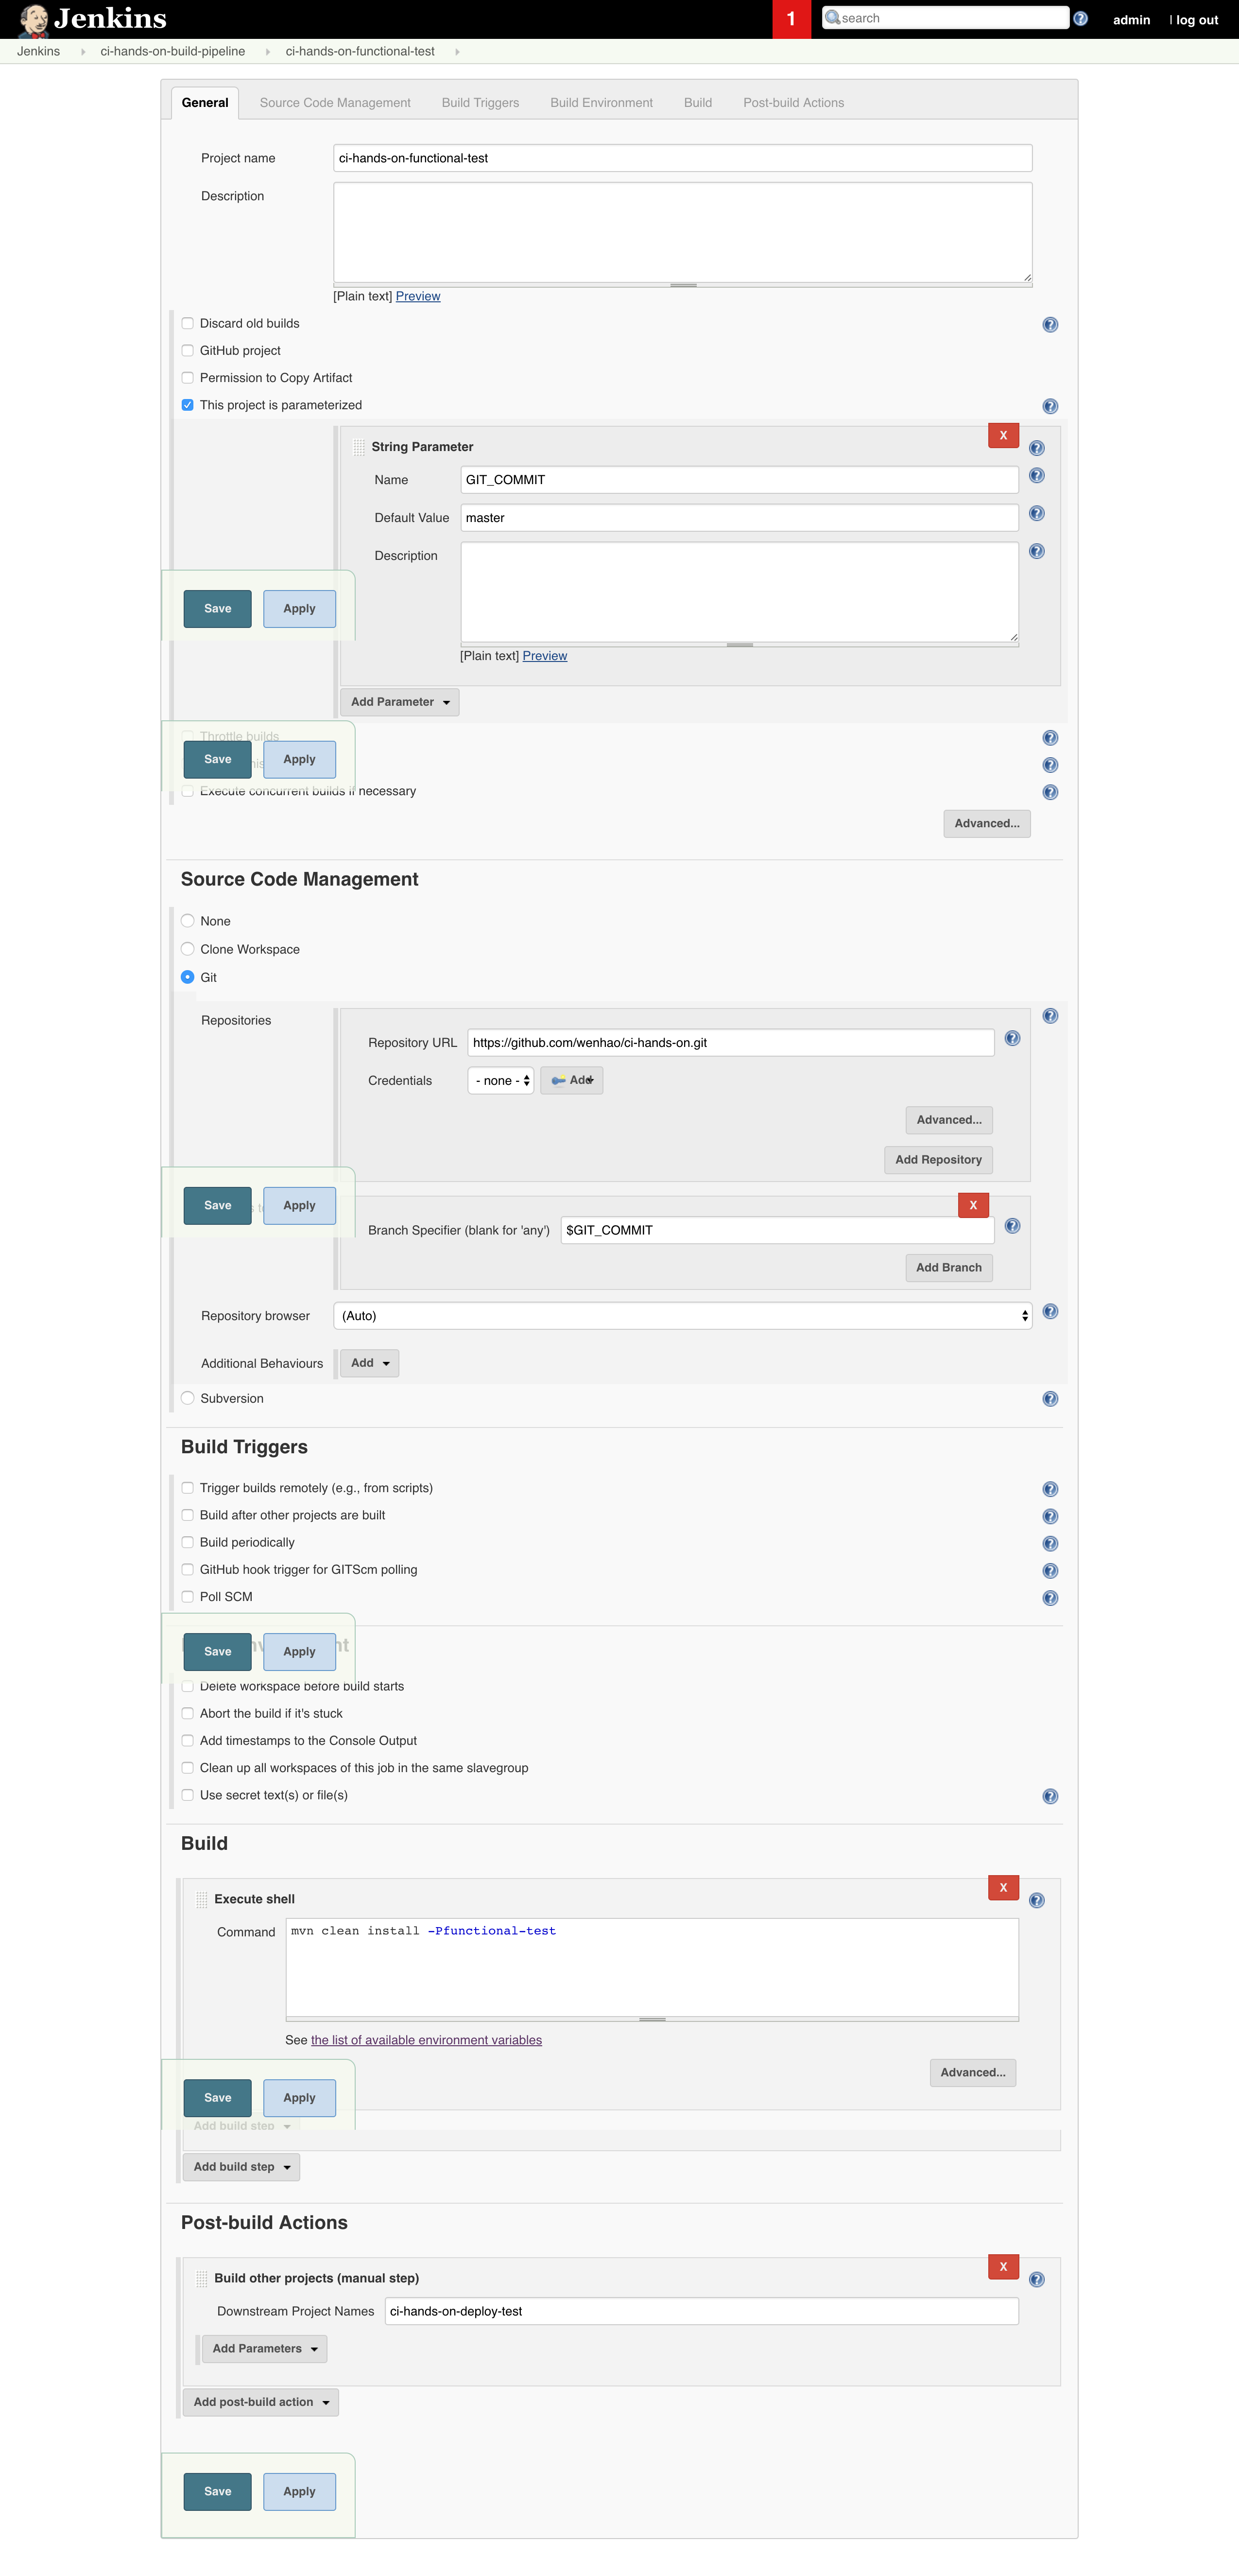 Jenkins
1
search
admin
| log out
Jenkins
ci-hands-on-build-pipeline
ci-hands-on-functional-test
General
Source Code Management
Build Triggers
Build Environment
Build
Post-build Actions
Project name
ci-hands-on-functional-test
Description
[Plain text] Preview
Discard old builds
GitHub project
Permission to Copy Artifact
This project is parameterized
X
String Parameter
Name
GIT_COMMIT
Default Value
master
Description
Save
Apply
[Plain text] Preview
Add Parameter
Throttle builds
Save
Apply
Execute concurrent builds if necessary
Advanced...
Source Code Management
None
Clone Workspace
Git
Repositories
Repository URL
https://github.com/wenhao/ci-hands-on.git
Credentials
- none -
Add
Advanced...
Add Repository
Save
Apply
X
Branch Specifier (blank for 'any')
$GIT_COMMIT
Add Branch
Repository browser
(Auto)
Additional Behaviours
Add
Subversion
Build Triggers
Trigger builds remotely (e.g., from scripts)
Build after other projects are built
Build periodically
GitHub hook trigger for GITScm polling
Poll SCM
Save
Apply
Delete workspace before build starts
Abort the build if it's stuck
Add timestamps to the Console Output
Clean up all workspaces of this job in the same slavegroup
Use secret text(s) or file(s)
Build
X
Execute shell
Command
mvn clean install -Pfunctional-test
See the list of available environment variables
Advanced...
Save
Apply
Add build step
Add build step
Post-build Actions
X
Build other projects (manual step)
Downstream Project Names
ci-hands-on-deploy-test
Add Parameters
Add post-build action
Save
Apply